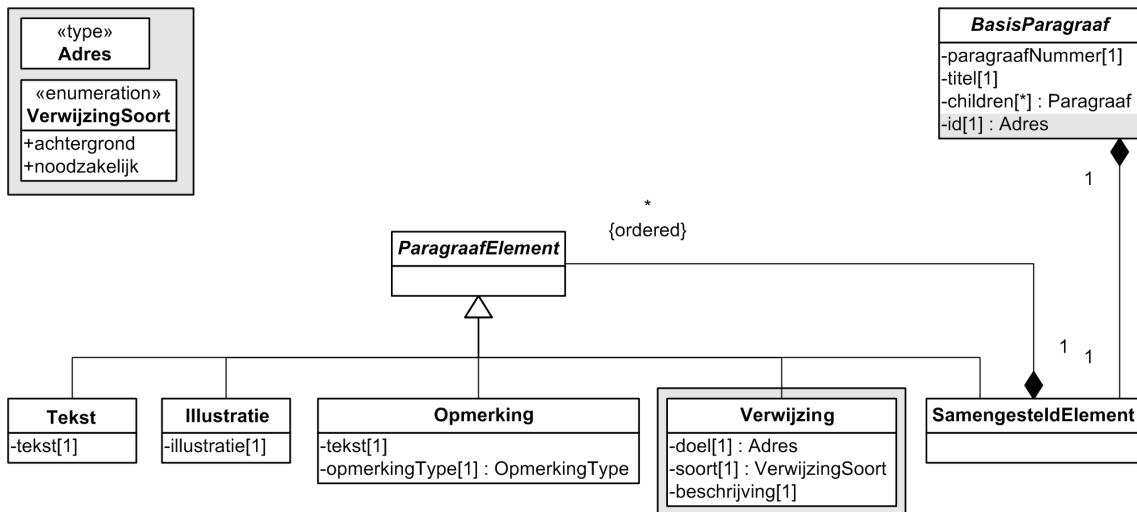 «type»
Adres
«enumeration»
VerwijzingSoort
+achtergrond
+noodzakelijk
BasisParagraaf
-paragraafNummer[1]
-titel[1]
-children[*] : Paragraaf
-id[1] : Adres
1
*
{ordered}
ParagraafElement
1
1
Tekst
-tekst[1]
Illustratie
-illustratie[1]
Opmerking
-tekst[1]
-opmerkingType[1] : OpmerkingType
Verwijzing
-doel[1] : Adres
-soort[1] : VerwijzingSoort
-beschrijving[1]
SamengesteldElement